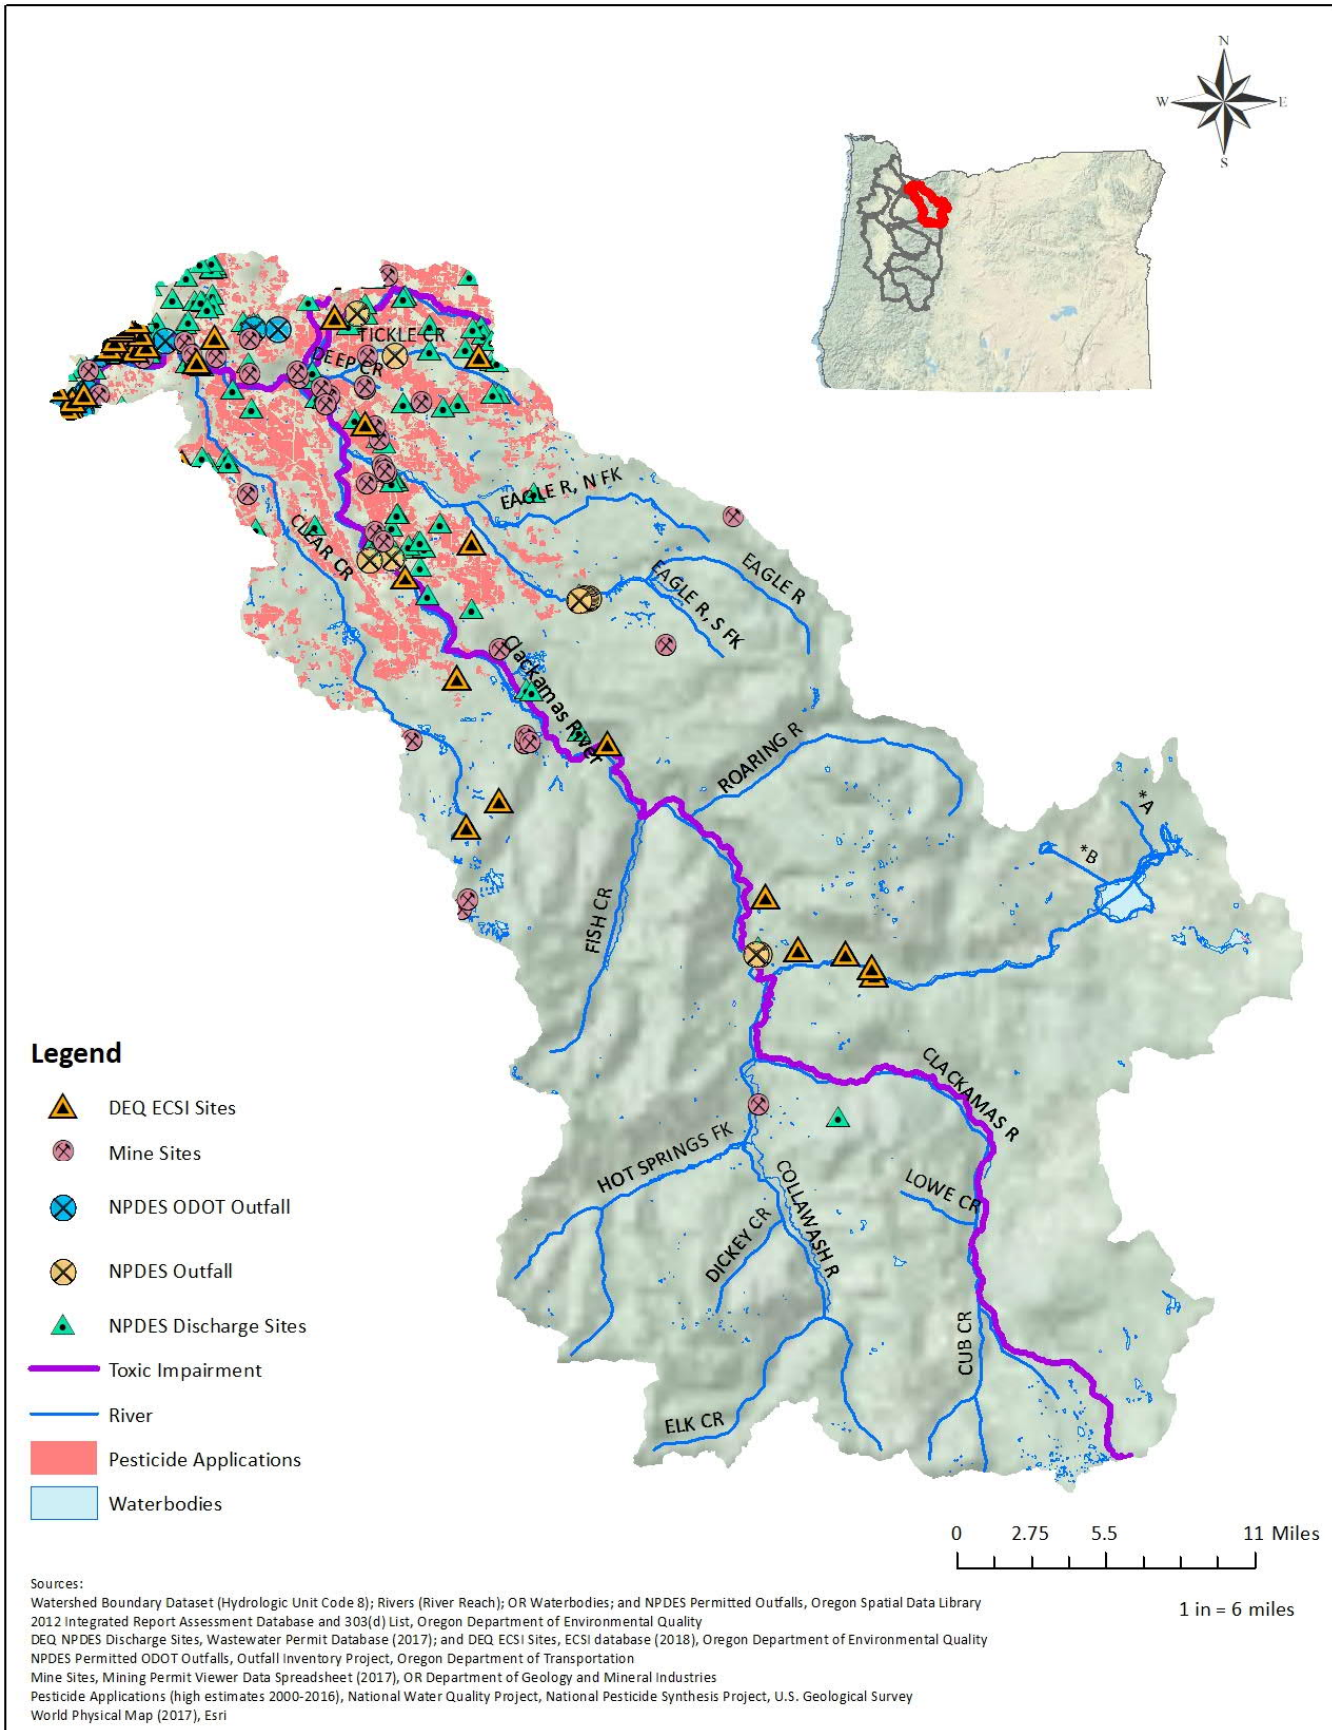 N
W
E
S
TICKLE CR
DEEP CR
EAGLE R, N FK
CLEAR CR
EAGLE R
EAGLE R, S FK
Clackamas River
ROARING R
*A
*B
FISH CR
CLACKAMAS R
HOT SPRINGS FK
COLLAWASH R
LOWE CR
DICKEY CR
CUB CR
ELK CR
Legend
DEQ ECSI Sites
Mine Sites
NPDES ODOT Outfall
NPDES Outfall
NPDES Discharge Sites
Toxic Impairment
River
Pesticide Applications
Waterbodies
0 2.75 5.5 11 Miles
1 in = 6 miles
Sources:
Watershed Boundary Dataset (Hydrologic Unit Code 8); Rivers (River Reach); OR Waterbodies; and NPDES Permitted Outfalls, Oregon Spatial Data Library
2012 Integrated Report Assessment Database and 303(d) List, Oregon Department of Environmental Quality
DEQ NPDES Discharge Sites, Wastewater Permit Database (2017); and DEQ ECSI Sites, ECSI database (2018), Oregon Department of Environmental Quality
NPDES Permitted ODOT Outfalls, Outfall Inventory Project, Oregon Department of Transportation
Mine Sites, Mining Permit Viewer Data Spreadsheet (2017), OR Department of Geology and Mineral Industries
Pesticide Applications (high estimates 2000-2016), National Water Quality Project, National Pesticide Synthesis Project, U.S. Geological Survey
World Physical Map (2017), Esri